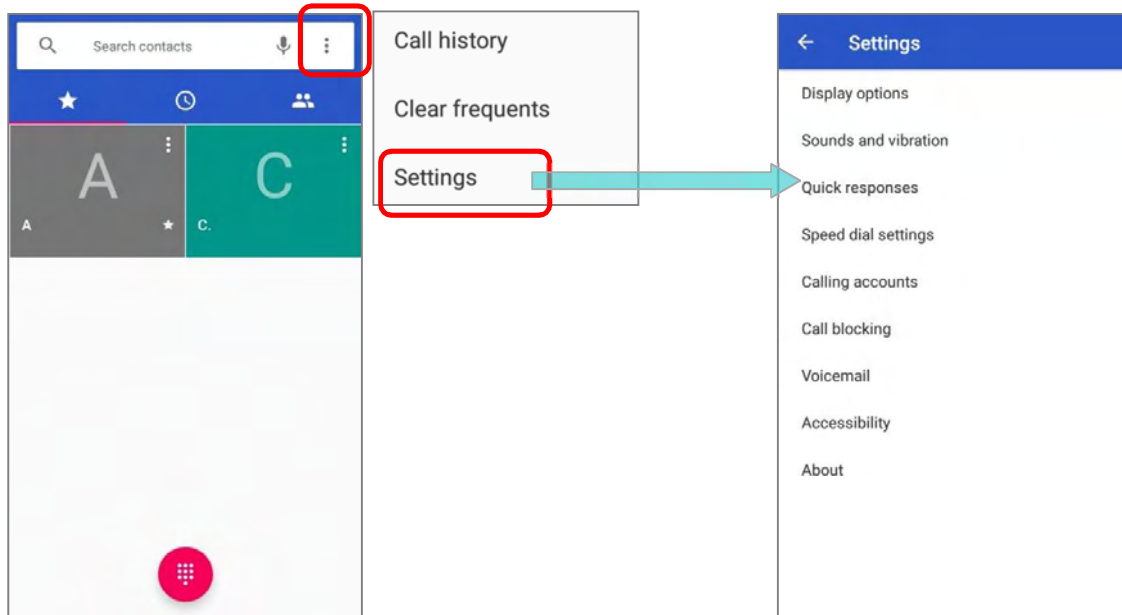 Search contacts
A
C
A
C.
Call history
Clear frequents
Settings
Settings
Display options
Sounds and vibration
Quick responses
Speed dial settings
Calling accounts
Call blocking
Voicemail
Accessibility
About